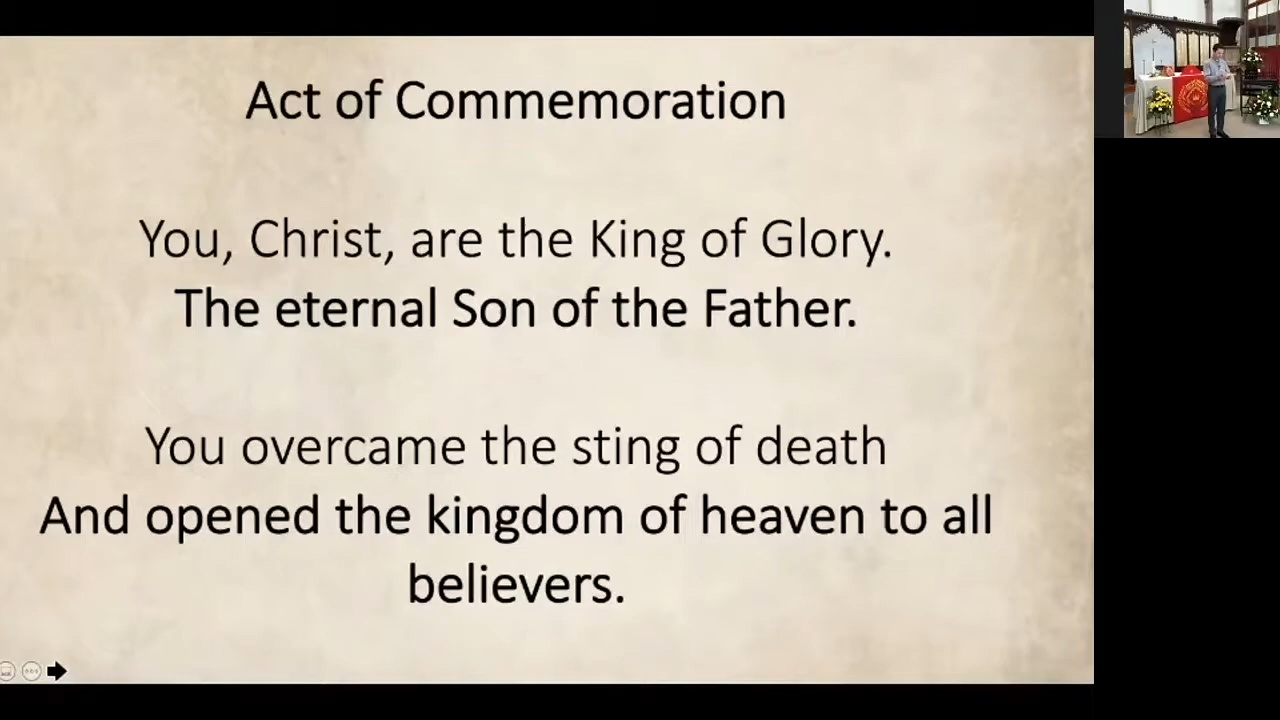 Act of Commemoration
You, Christ, are the King of Glory.
The eternal Son of the Father.
You overcame the sting of death
And opened the kingdom of heaven to all
believers.